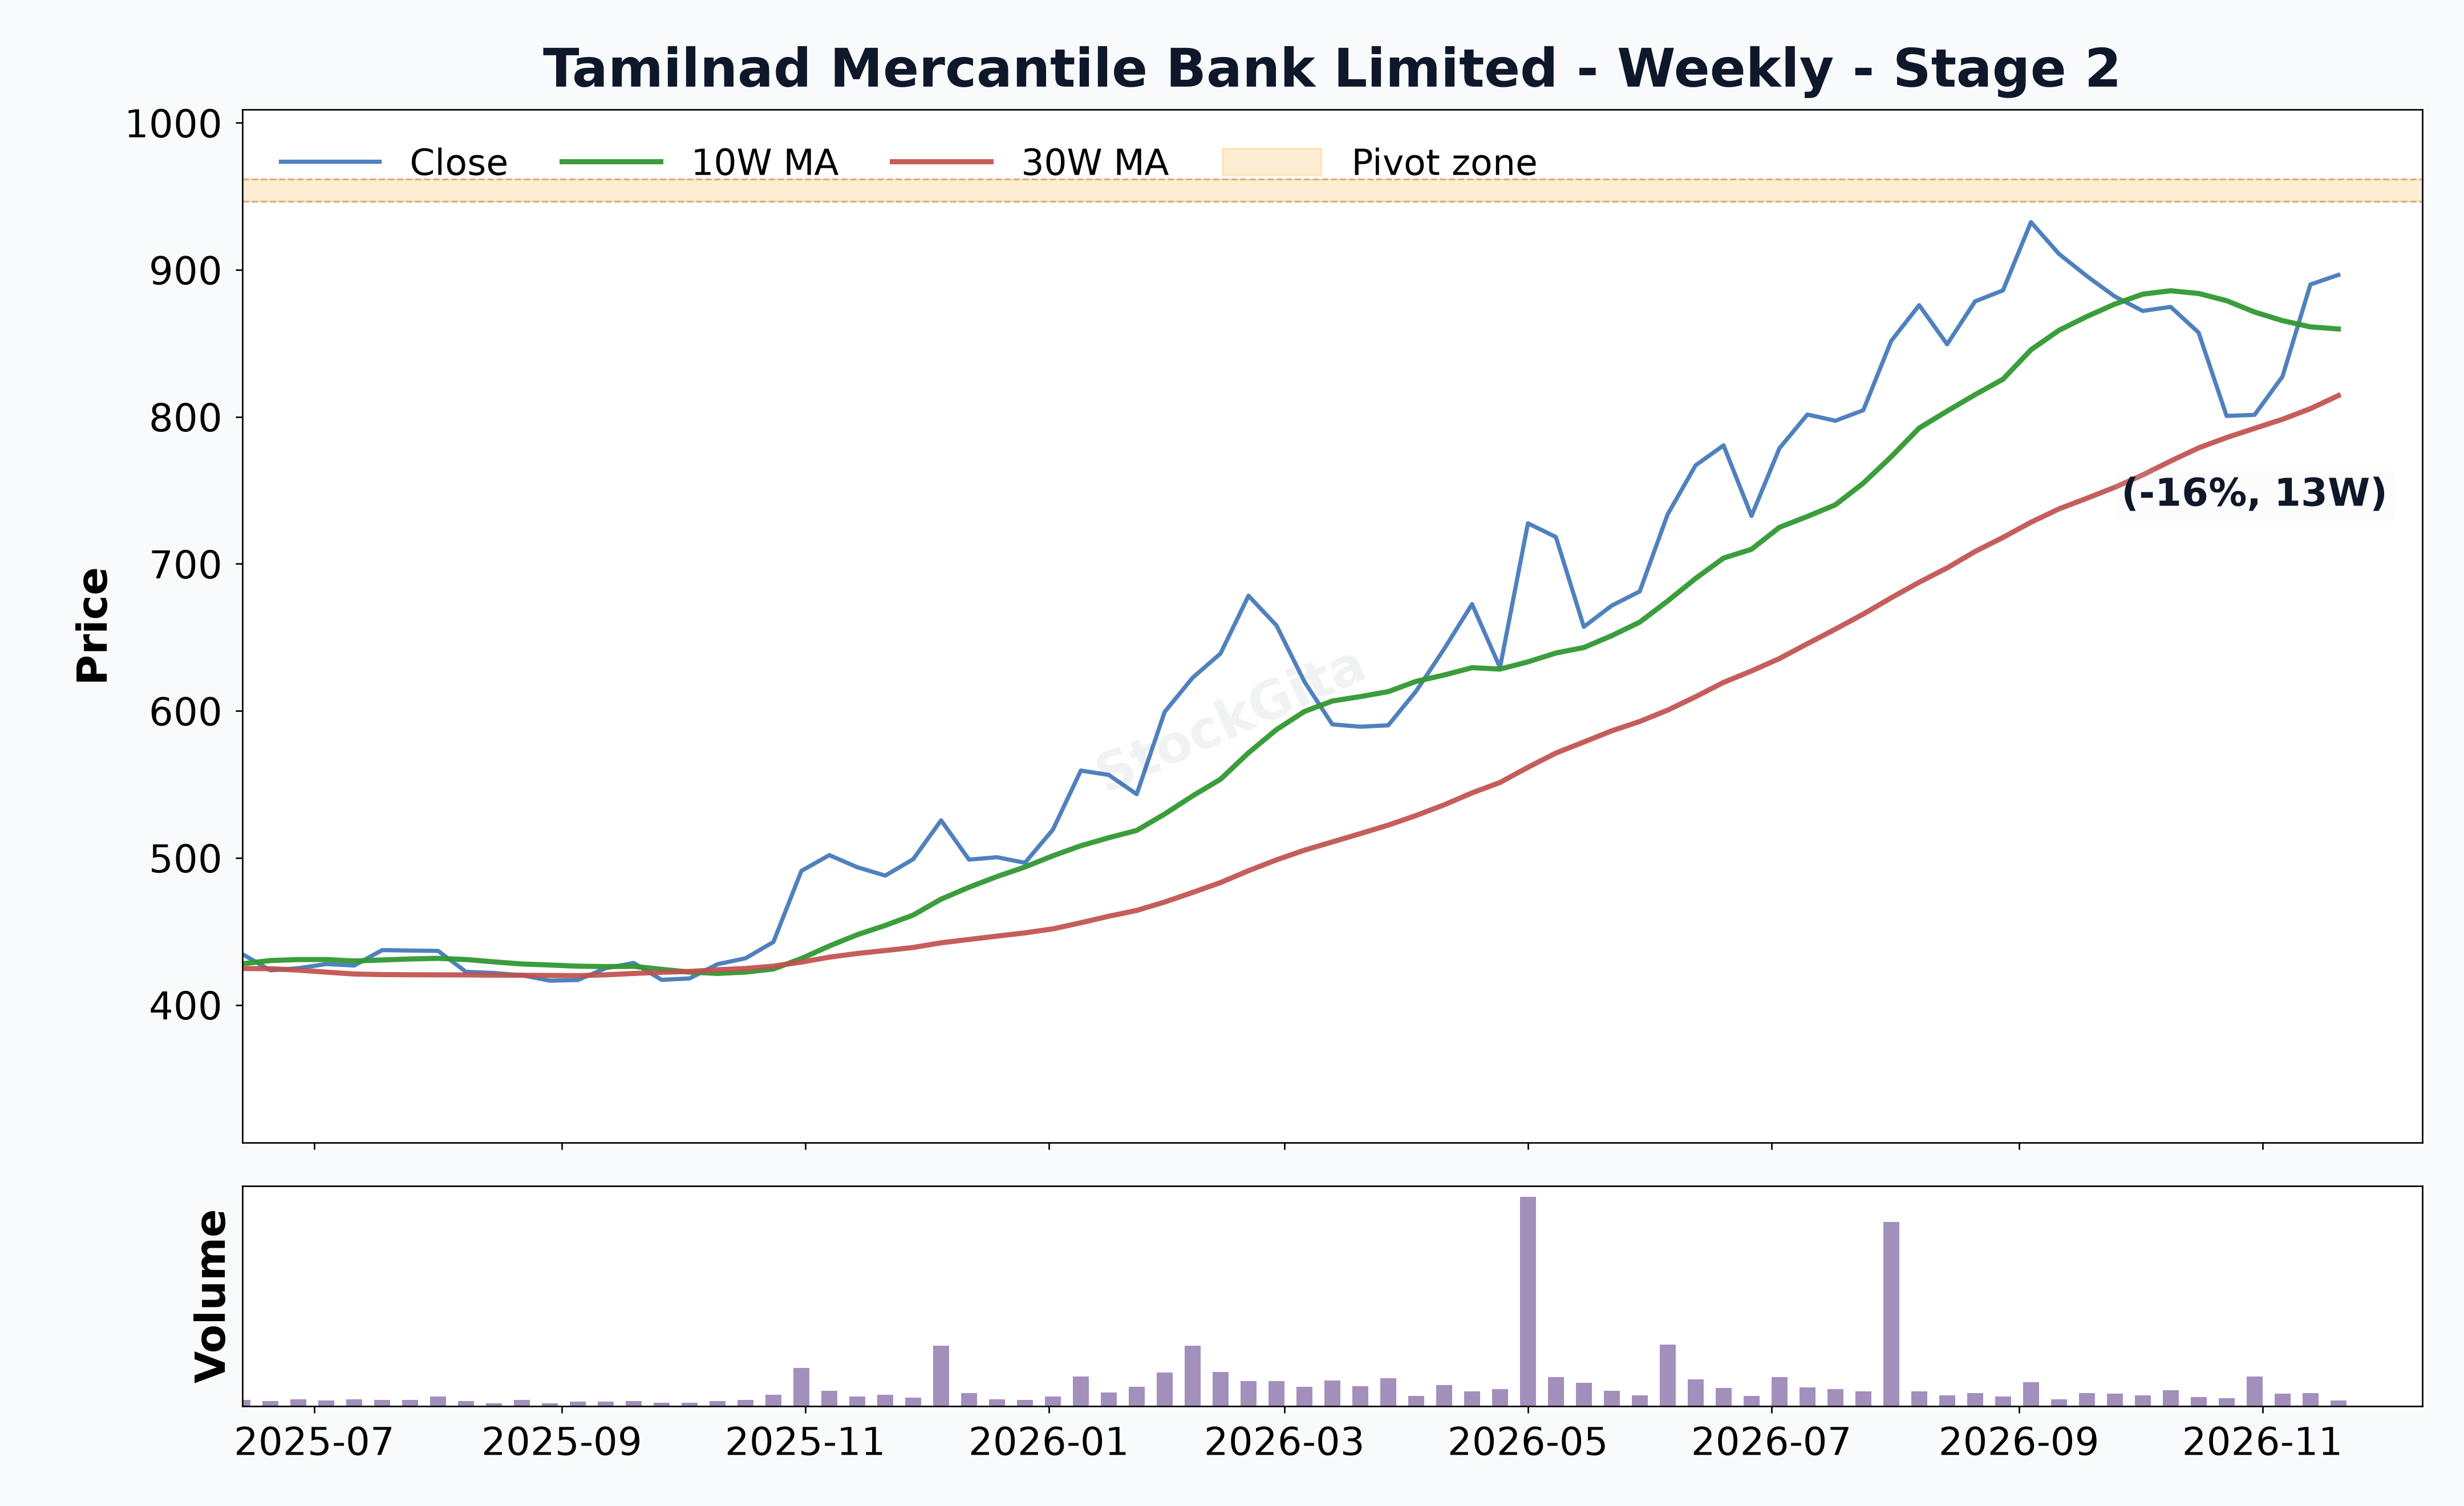 Tamilnad Mercantile Bank Limited - Weekly - Stage 2
Close 10W MA 30W MA Pivot zone
1000
900
800
700
600
500
400
Price
(-16%, 13W)
StockGita
Volume
2025-07 2025-09 2025-11 2026-01 2026-03 2026-05 2026-07 2026-09 2026-11